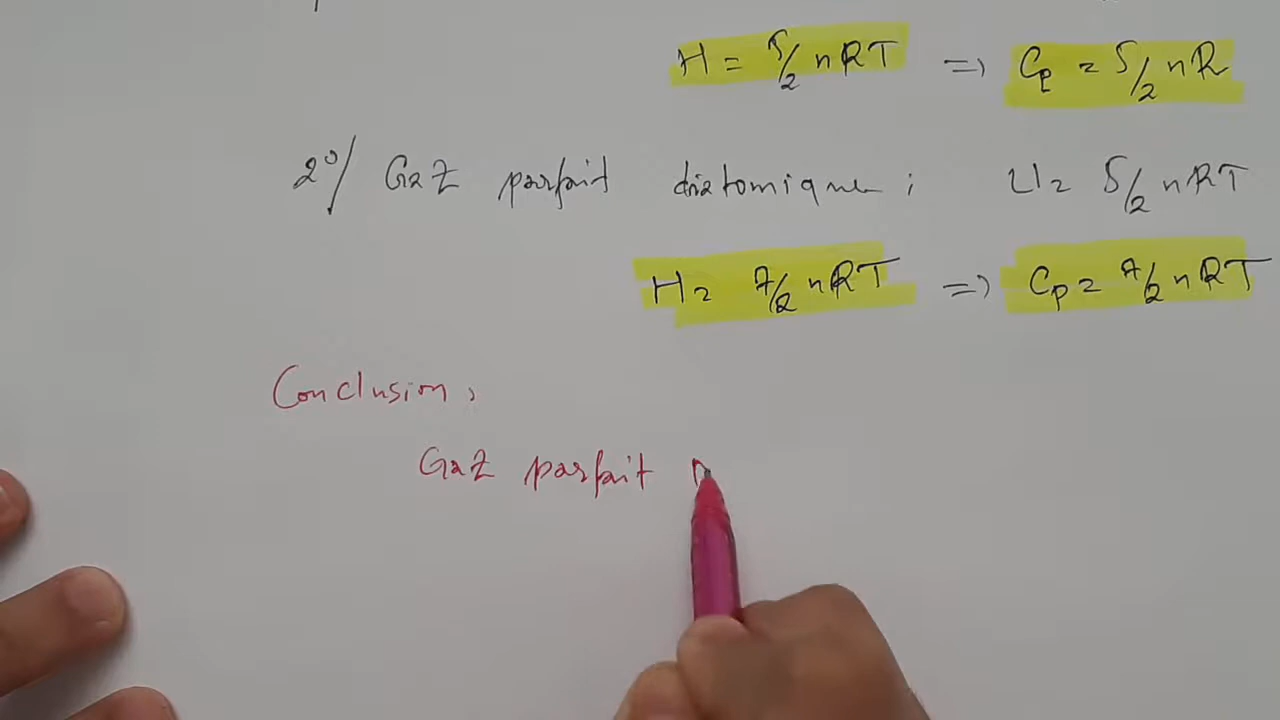 H = 5/2 nRT => Cp = 5/2 nR
2°/ Gaz parfait diatomique : U = 5/2 nRT
H = 7/2 nRT => Cp = 7/2 nRT
Conclusion :
Gaz parfait